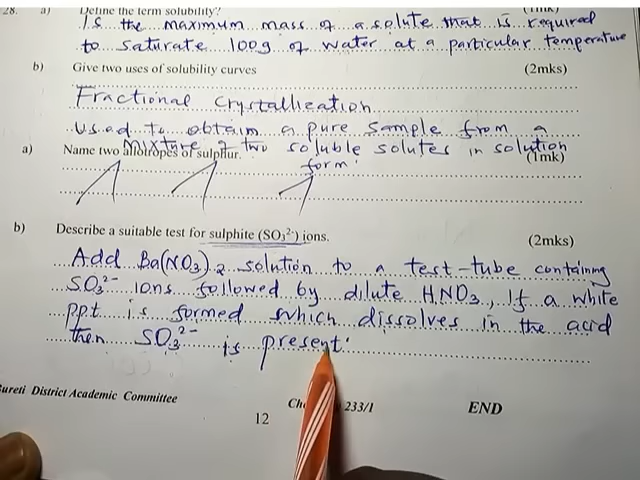 28. a) Define the term solubility? (1mk)
Is the maximum mass of a solute that is required
to saturate 100g of water at a particular temperature
b) Give two uses of solubility curves (2mks)
Fractional crystallization
Used to obtain a pure sample from a
mixture of two soluble solutes in solution
form.
a) Name two allotropes of sulphur. (1mk)
b) Describe a suitable test for sulphite (SO₃²⁻) ions. (2mks)
Add Ba(NO₃)₂ solution to a test-tube containing
SO₃²⁻ ions followed by dilute HNO₃, If a white
ppt is formed which dissolves in the acid
then SO₃²⁻ is present.
ureti District Academic Committee
12
233/1
END